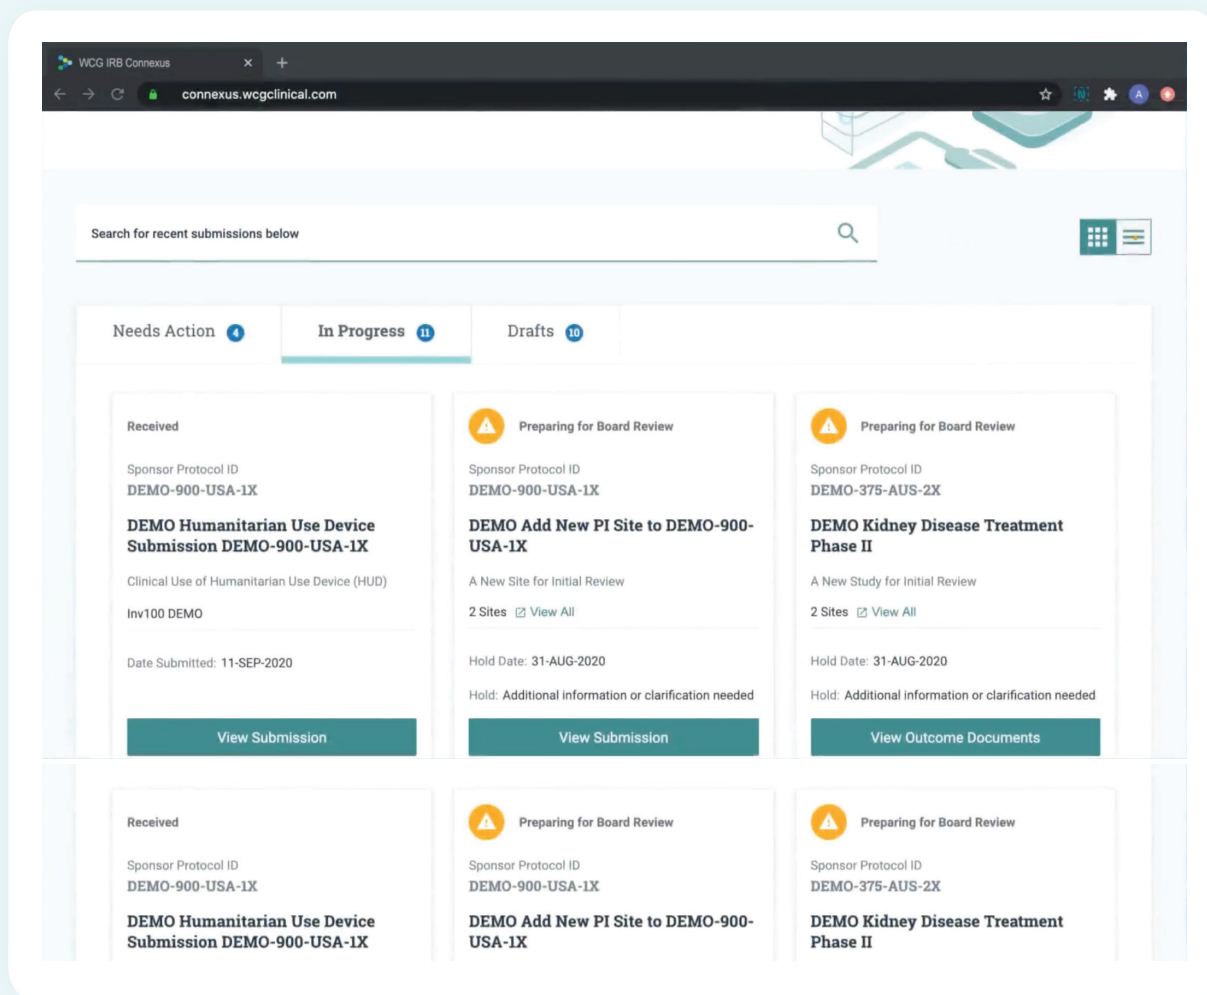 WCG IRB Connexus
connexus.wcgclinical.com
A
Search for recent submissions below
Needs Action 4
In Progress 11
Drafts 10
Received
Sponsor Protocol ID
DEMO-900-USA-1X
DEMO Humanitarian Use Device
Submission DEMO-900-USA-1X
Clinical Use of Humanitarian Use Device (HUD)
Inv100 DEMO
Date Submitted: 11-SEP-2020
View Submission
Preparing for Board Review
Sponsor Protocol ID
DEMO-900-USA-1X
DEMO Add New PI Site to DEMO-900-
USA-1X
A New Site for Initial Review
2 Sites View All
Hold Date: 31-AUG-2020
Hold: Additional information or clarification needed
View Submission
Preparing for Board Review
Sponsor Protocol ID
DEMO-375-AUS-2X
DEMO Kidney Disease Treatment
Phase II
A New Study for Initial Review
2 Sites View All
Hold Date: 31-AUG-2020
Hold: Additional information or clarification needed
View Outcome Documents
Received
Sponsor Protocol ID
DEMO-900-USA-1X
DEMO Humanitarian Use Device
Submission DEMO-900-USA-1X
Preparing for Board Review
Sponsor Protocol ID
DEMO-900-USA-1X
DEMO Add New PI Site to DEMO-900-
USA-1X
Preparing for Board Review
Sponsor Protocol ID
DEMO-375-AUS-2X
DEMO Kidney Disease Treatment
Phase II